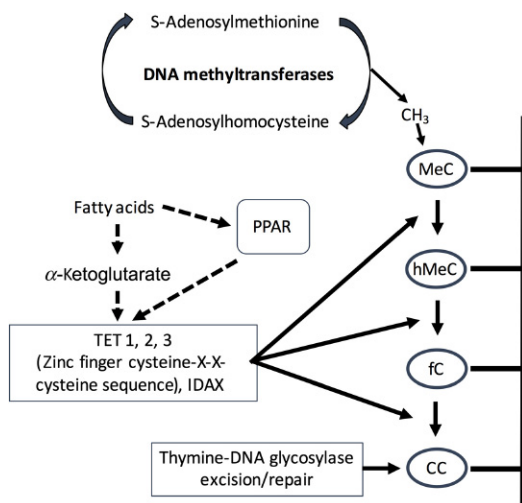 S-Adenosylmethionine
DNA methyltransferases
S-Adenosylhomocysteine
CH₃
MeC
Fatty acids
PPAR
hMeC
α-Ketoglutarate
TET 1, 2, 3
(Zinc finger cysteine-X-X-
cysteine sequence), IDAX
fC
Thymine-DNA glycosylase
excision/repair
CC